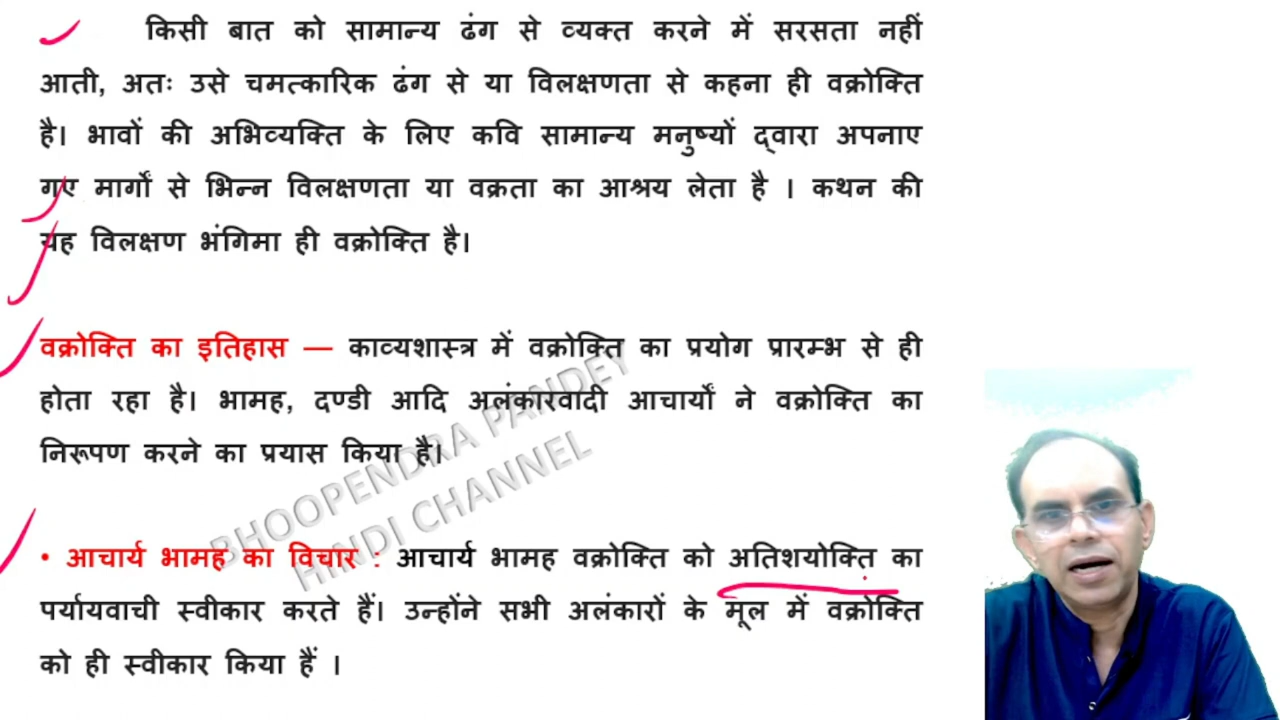 किसी बात को सामान्य ढंग से व्यक्त करने में सरसता नहीं
आती, अतः उसे चमत्कारिक ढंग से या विलक्षणता से कहना ही वक्रोक्ति
है। भावों की अभिव्यक्ति के लिए कवि सामान्य मनुष्यों द्वारा अपनाए
गए मार्गों से भिन्न विलक्षणता या वक्रता का आश्रय लेता है । कथन की
यह विलक्षण भंगिमा ही वक्रोक्ति है।
वक्रोक्ति का इतिहास — काव्यशास्त्र में वक्रोक्ति का प्रयोग प्रारम्भ से ही
होता रहा है। भामह, दण्डी आदि अलंकारवादी आचार्यों ने वक्रोक्ति का
निरूपण करने का प्रयास किया है।
• आचार्य भामह का विचार : आचार्य भामह वक्रोक्ति को अतिशयोक्ति का
पर्यायवाची स्वीकार करते हैं। उन्होंने सभी अलंकारों के मूल में वक्रोक्ति
को ही स्वीकार किया हैं ।
BHOOPENDRA PANDEY
HINDI CHANNEL